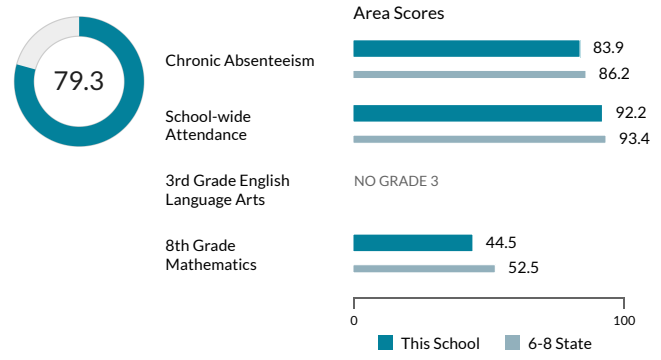 79.3
Area Scores
Chronic Absenteeism
83.9
86.2
School-wide
Attendance
92.2
93.4
3rd Grade English
Language Arts
NO GRADE 3
8th Grade
Mathematics
44.5
52.5
0
100
This School
6-8 State